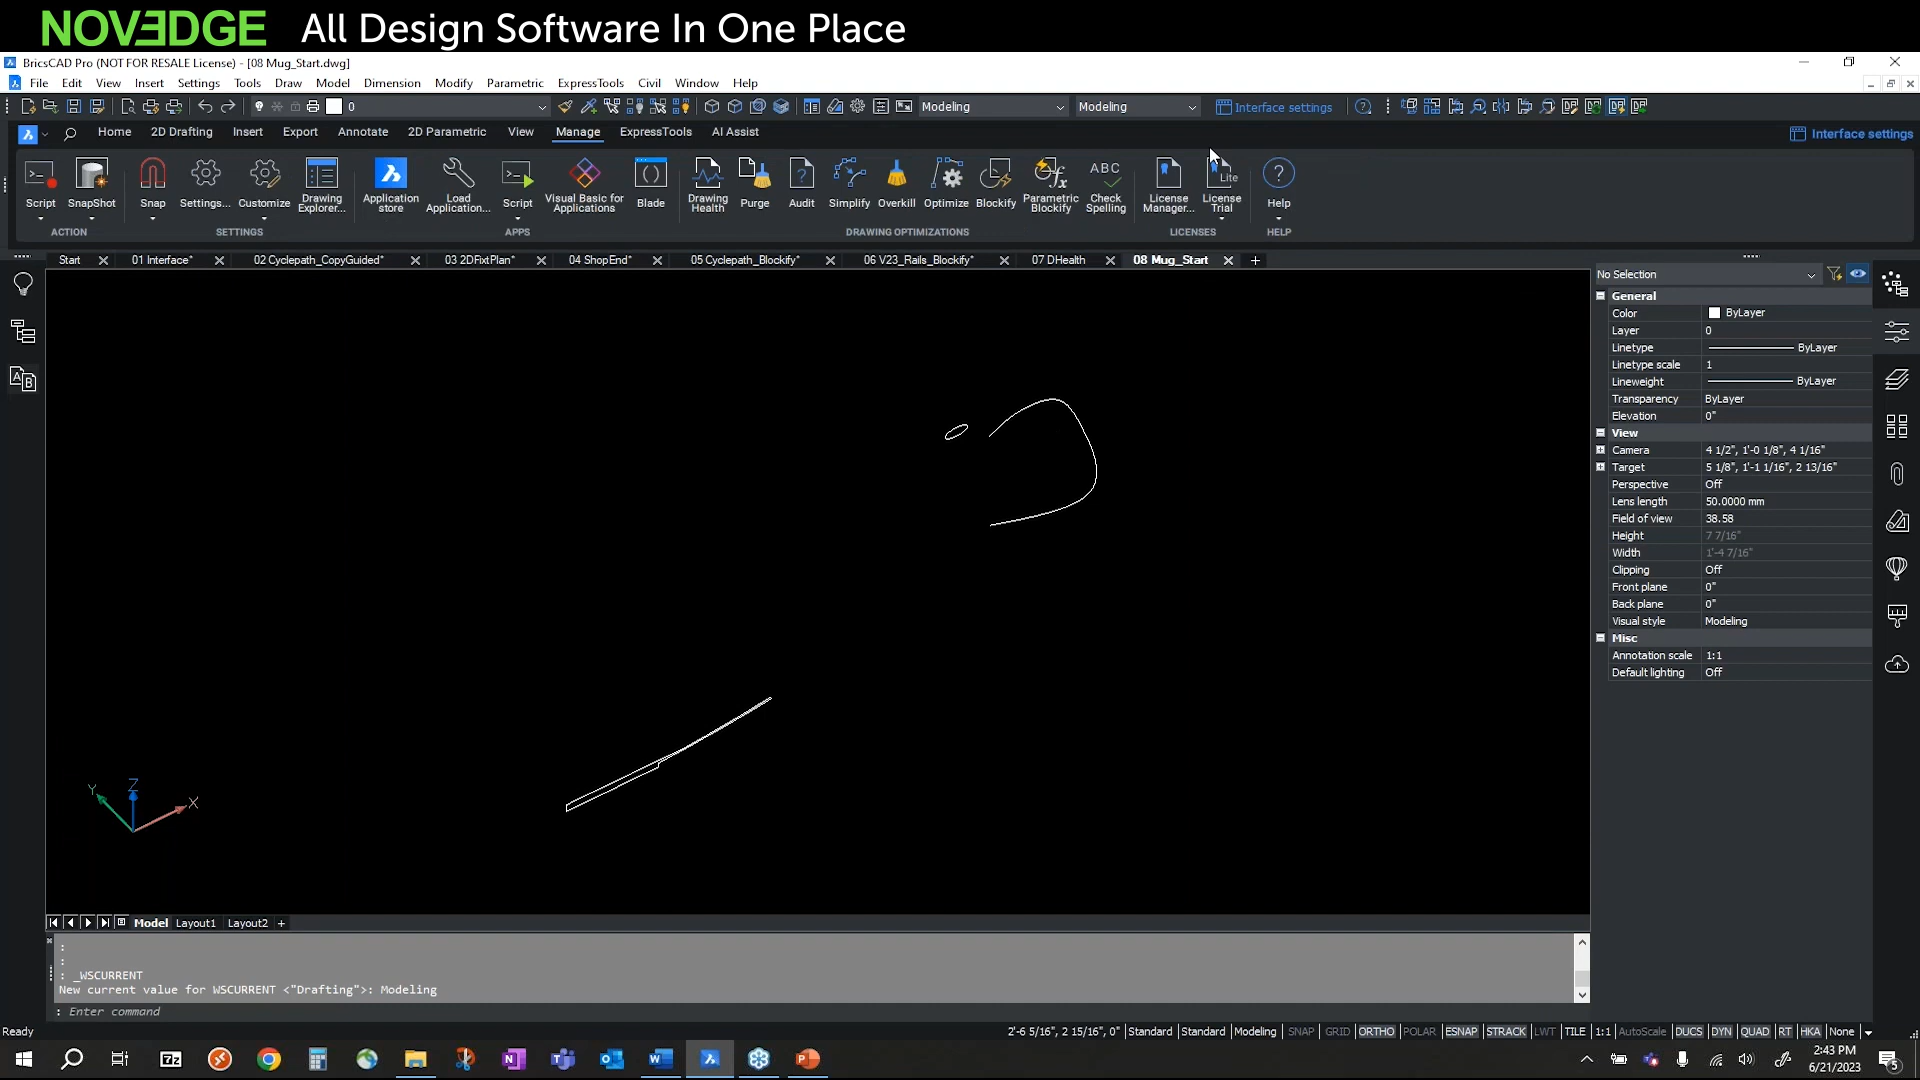 NOVEDGE All Design Software In One Place
BricsCAD Pro (NOT FOR RESALE License) - [08 Mug_Start.dwg]
File Edit View Insert Settings Tools Draw Model Dimension Modify Parametric ExpressTools Civil Window Help
0 Modeling Modeling Interface settings
Home 2D Drafting Insert Export Annotate 2D Parametric View Manage ExpressTools AI Assist Interface settings
ABC Lite
Script SnapShot Snap Settings... Customize Drawing Explorer... Application store Load Application... Script Visual Basic for Applications Blade Drawing Health Purge Audit Simplify Overkill Optimize Blockify Parametric Blockify Check Spelling License Manager... License Trial Help
ACTION SETTINGS APPS DRAWING OPTIMIZATIONS LICENSES HELP
Start 01 Interface* 02 Cyclepath_CopyGuided* 03 2DFixtPlan* 04 ShopEnd* 05 Cyclepath_Blockify* 06 V23_Rails_Blockify* 07 DHealth 08 Mug_Start
No Selection
General
Color ByLayer
Layer 0
Linetype ByLayer
Linetype scale 1
Lineweight ByLayer
Transparency ByLayer
Elevation 0"
View
Camera 4 1/2", 1'-0 1/8", 4 1/16"
Target 5 1/8", 1'-1 1/16", 2 13/16"
Perspective Off
Lens length 50.0000 mm
Field of view 38.58
Height 7 7/16"
Width 1'-4 7/16"
Clipping Off
Front plane 0"
Back plane 0"
Visual style Modeling
Misc
Annotation scale 1:1
Default lighting Off
Z
Y
X
Model Layout1 Layout2 +
:
:
: _WSCURRENT
New current value for WSCURRENT <"Drafting">: Modeling
: Enter command
Ready 2'-6 5/16", 2 15/16", 0" Standard Standard Modeling SNAP GRID ORTHO POLAR ESNAP STRACK LWT TILE 1:1 AutoScale DUCS DYN QUAD RT HKA None
2:43 PM
6/21/2023
5